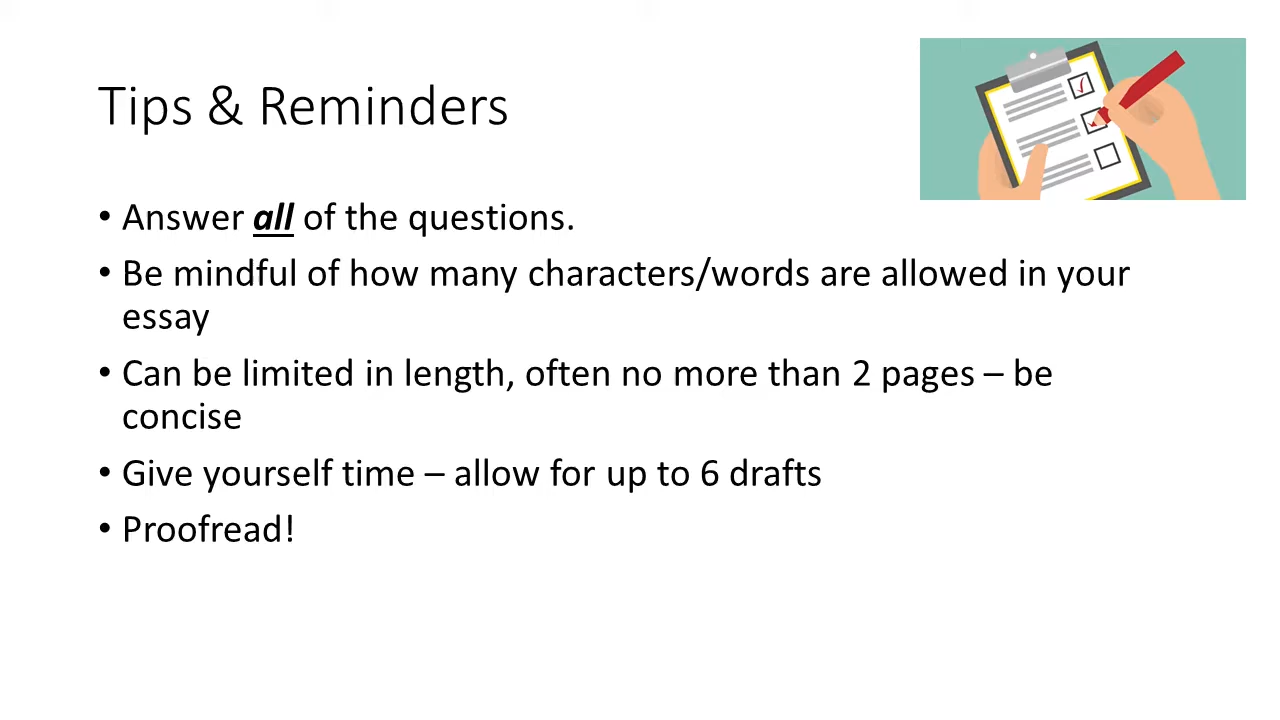 Tips & Reminders
• Answer all of the questions.
• Be mindful of how many characters/words are allowed in your
essay
• Can be limited in length, often no more than 2 pages – be
concise
• Give yourself time – allow for up to 6 drafts
• Proofread!